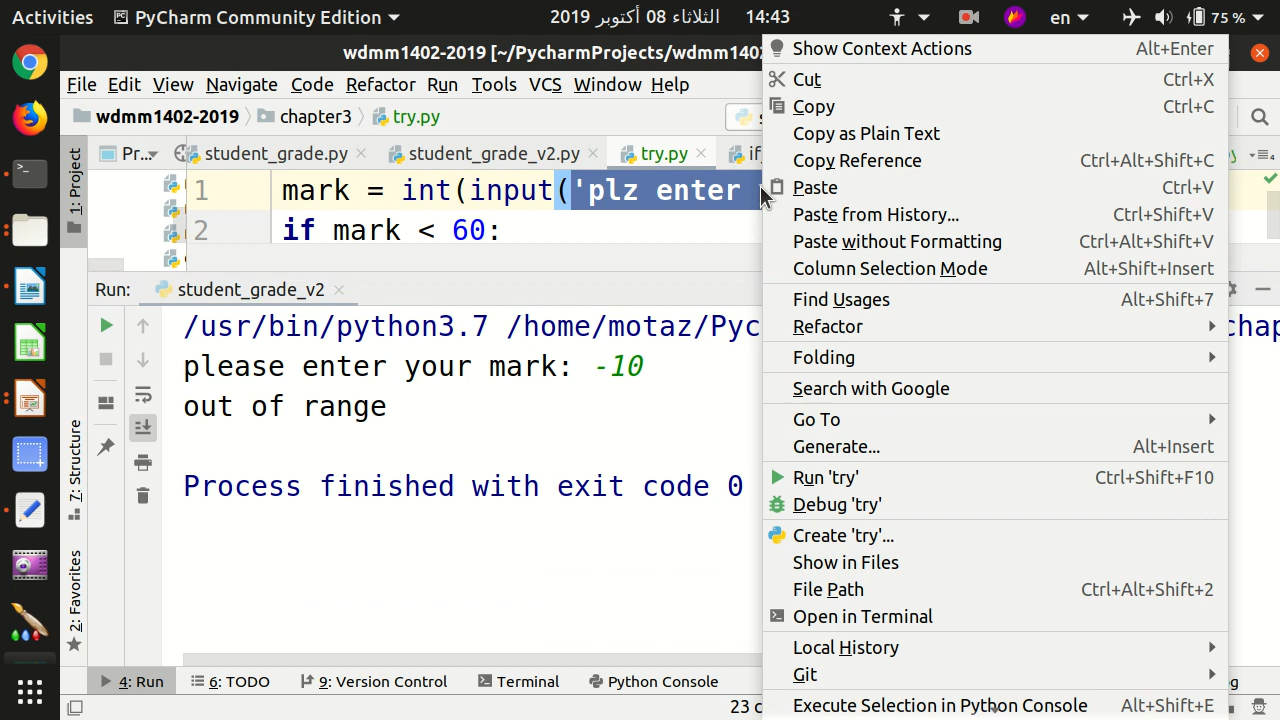 Activities PyCharm Community Edition 2019 الثلاثاء 08 أكتوبر 14:43 en 75 %
wdmm1402-2019 [~/PycharmProjects/wdmm1402
File Edit View Navigate Code Refactor Run Tools VCS Window Help
wdmm1402-2019 chapter3 try.py
1: Project
Pr... student_grade.py student_grade_v2.py try.py
1 mark = int(input('plz enter
2 if mark < 60:
Run: student_grade_v2
/usr/bin/python3.7 /home/motaz/Pyc
please enter your mark: -10
out of range
Process finished with exit code 0
7: Structure
2: Favorites
4: Run 6: TODO 9: Version Control Terminal Python Console
23 c
Show Context Actions Alt+Enter
Cut Ctrl+X
Copy Ctrl+C
Copy as Plain Text
Copy Reference Ctrl+Alt+Shift+C
Paste Ctrl+V
Paste from History... Ctrl+Shift+V
Paste without Formatting Ctrl+Alt+Shift+V
Column Selection Mode Alt+Shift+Insert
Find Usages Alt+Shift+7
Refactor
Folding
Search with Google
Go To
Generate... Alt+Insert
Run 'try' Ctrl+Shift+F10
Debug 'try'
Create 'try'...
Show in Files
File Path Ctrl+Alt+Shift+2
Open in Terminal
Local History
Git
Execute Selection in Python Console Alt+Shift+E